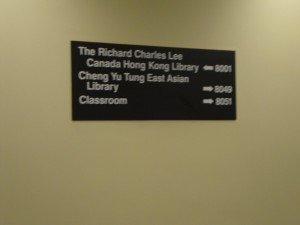 The Richard Charles Lee
Canada Hong Kong Library ← 8001
Cheng Yu Tung East Asian
Library → 8049
Classroom → 8051